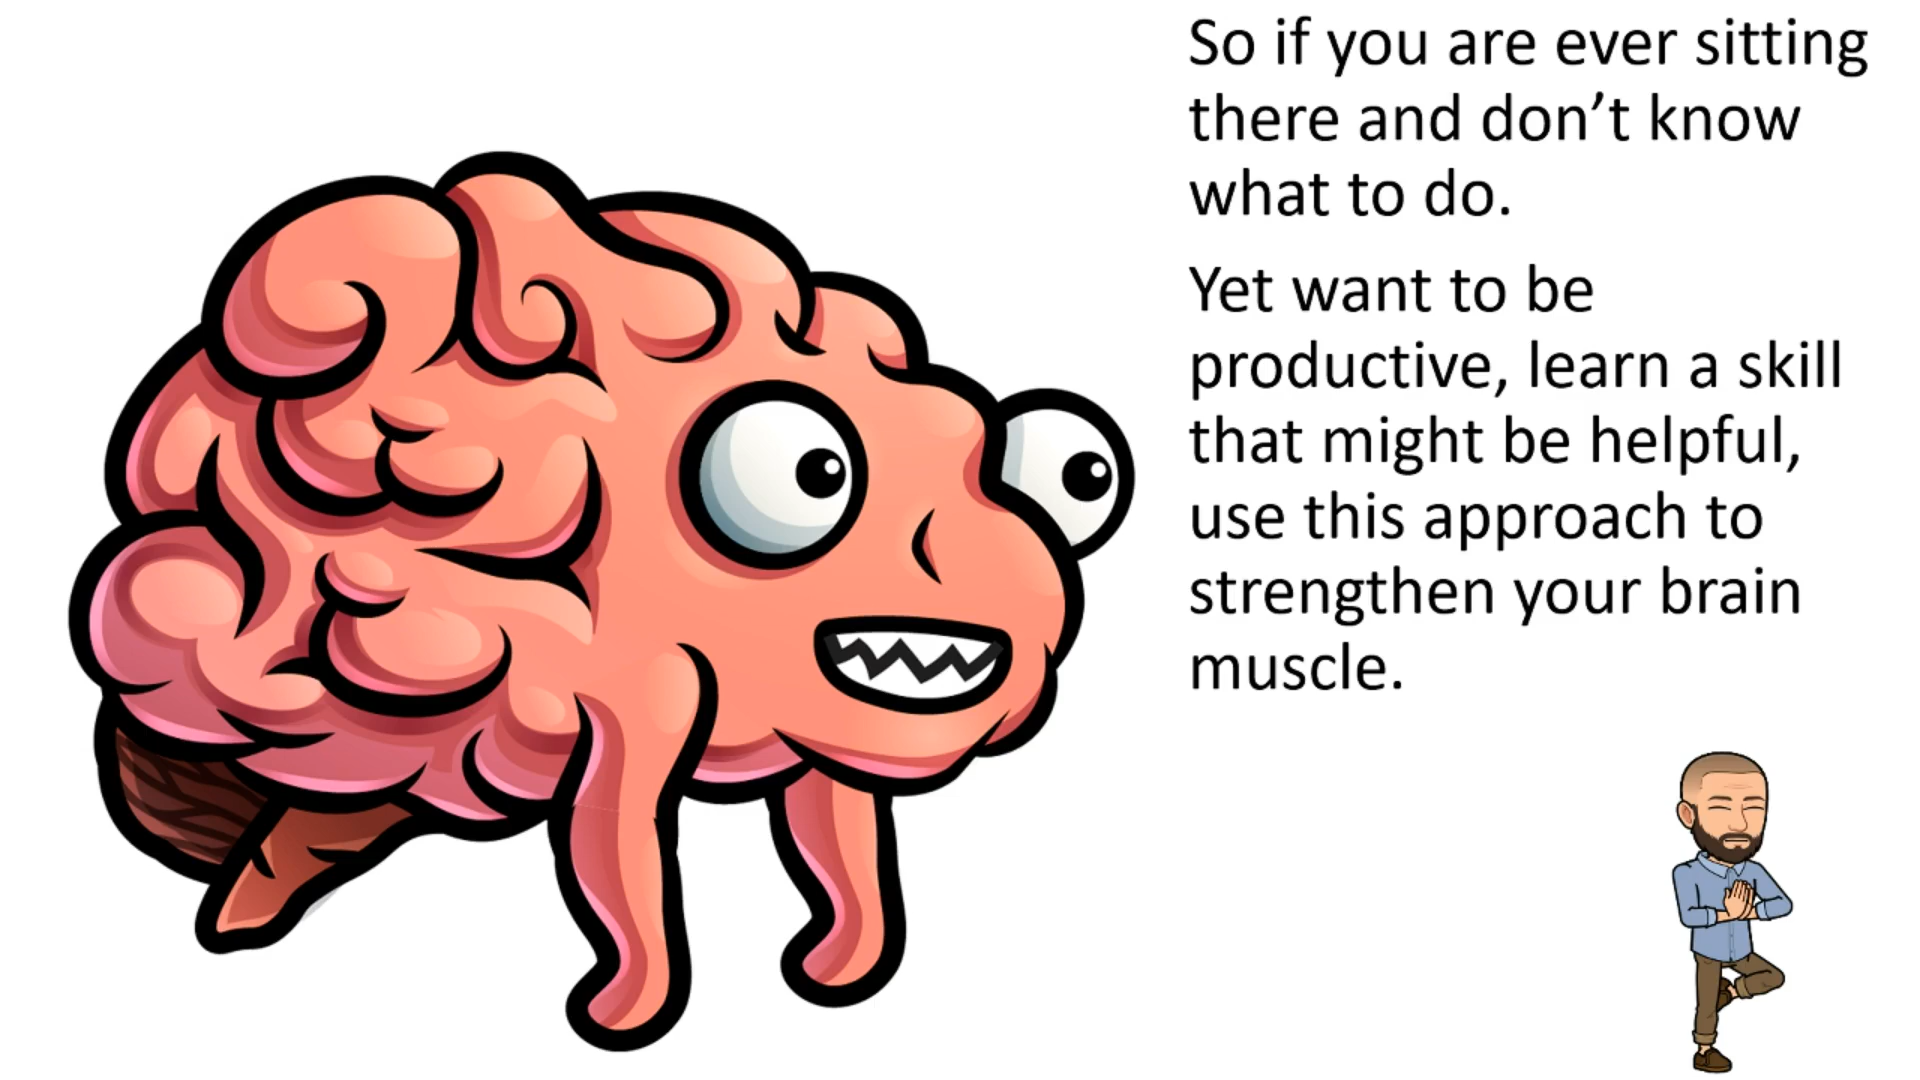 So if you are ever sitting
there and don’t know
what to do.
Yet want to be
productive, learn a skill
that might be helpful,
use this approach to
strengthen your brain
muscle.